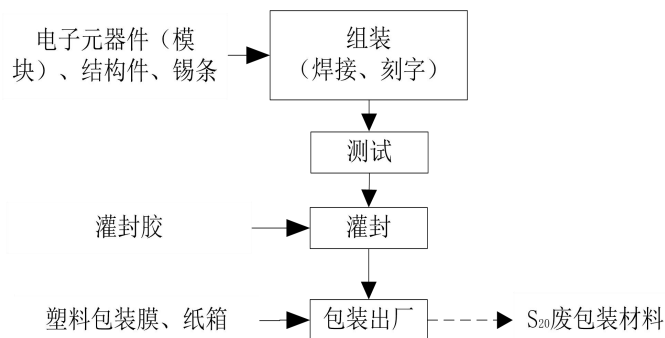 电子元器件（模
块）、结构件、锡条
组装
（焊接、刻字）
测试
灌封胶
灌封
塑料包装膜、纸箱
包装出厂
S₂₀废包装材料